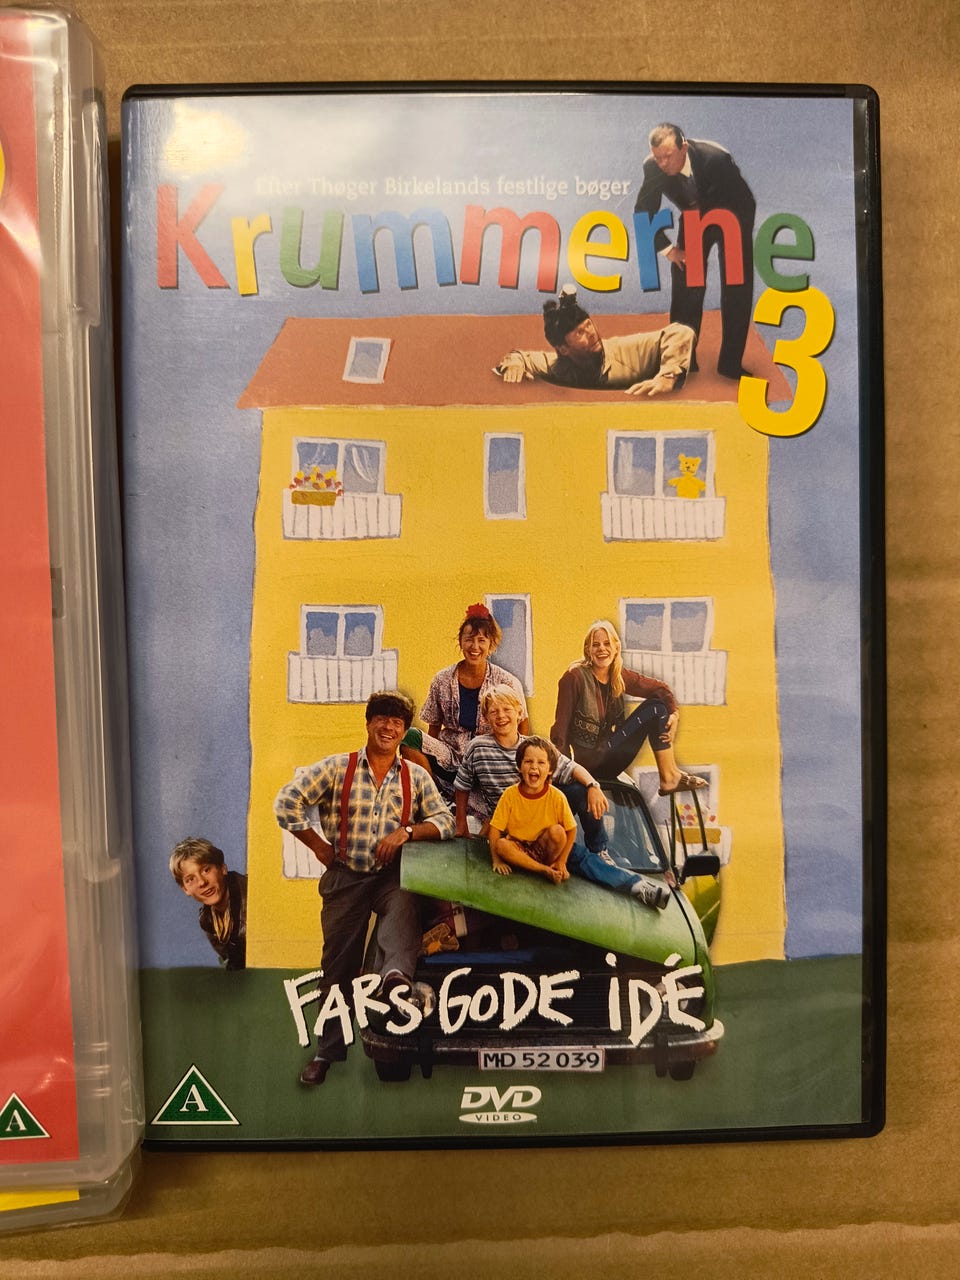 Efter Thøger Birkelands festlige bøger
Krummerne
3
FARS GODE iDÉ
MD 52 039
A
DVD
VIDEO
A